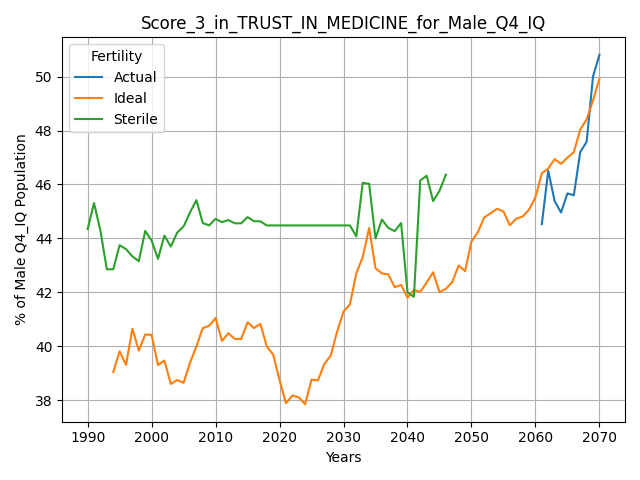 Score_3_in_TRUST_IN_MEDICINE_for_Male_Q4_IQ
Fertility
Actual
Ideal
Sterile
% of Male Q4_IQ Population
50
48
46
44
42
40
38
1990
2000
2010
2020
2030
2040
2050
2060
2070
Years